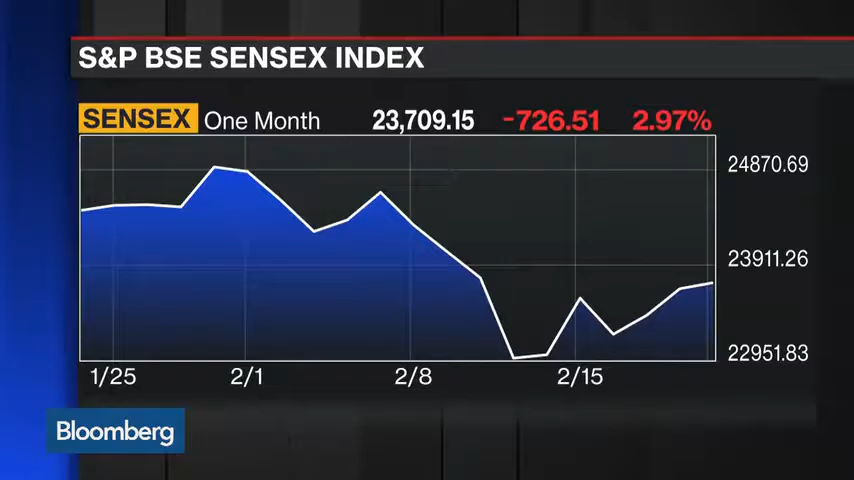 S&P BSE SENSEX INDEX
SENSEX One Month 23,709.15 -726.51 2.97%
24870.69
23911.26
22951.83
1/25 2/1 2/8 2/15
Bloomberg